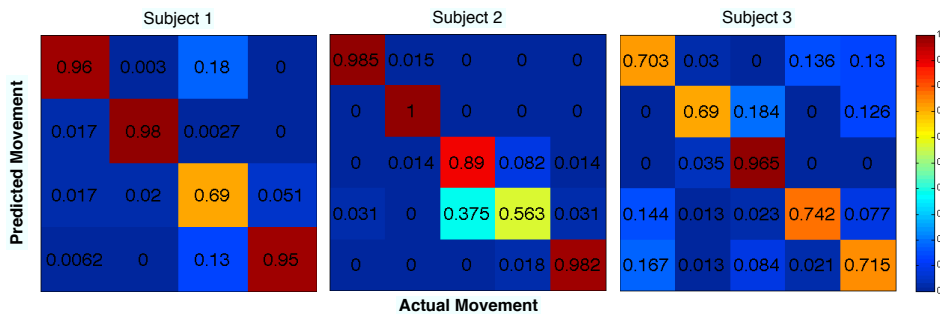 Subject 1 Subject 2 Subject 3
0.96 0.003 0.18 0
0.017 0.98 0.0027 0
0.017 0.02 0.69 0.051
0.0062 0 0.13 0.95
0.985 0.015 0 0 0
0 1 0 0 0
0 0.014 0.89 0.082 0.014
0.031 0 0.375 0.563 0.031
0 0 0 0.018 0.982
0.703 0.03 0 0.136 0.13
0 0.69 0.184 0 0.126
0 0.035 0.965 0 0
0.144 0.013 0.023 0.742 0.077
0.167 0.013 0.084 0.021 0.715
Predicted Movement
Actual Movement